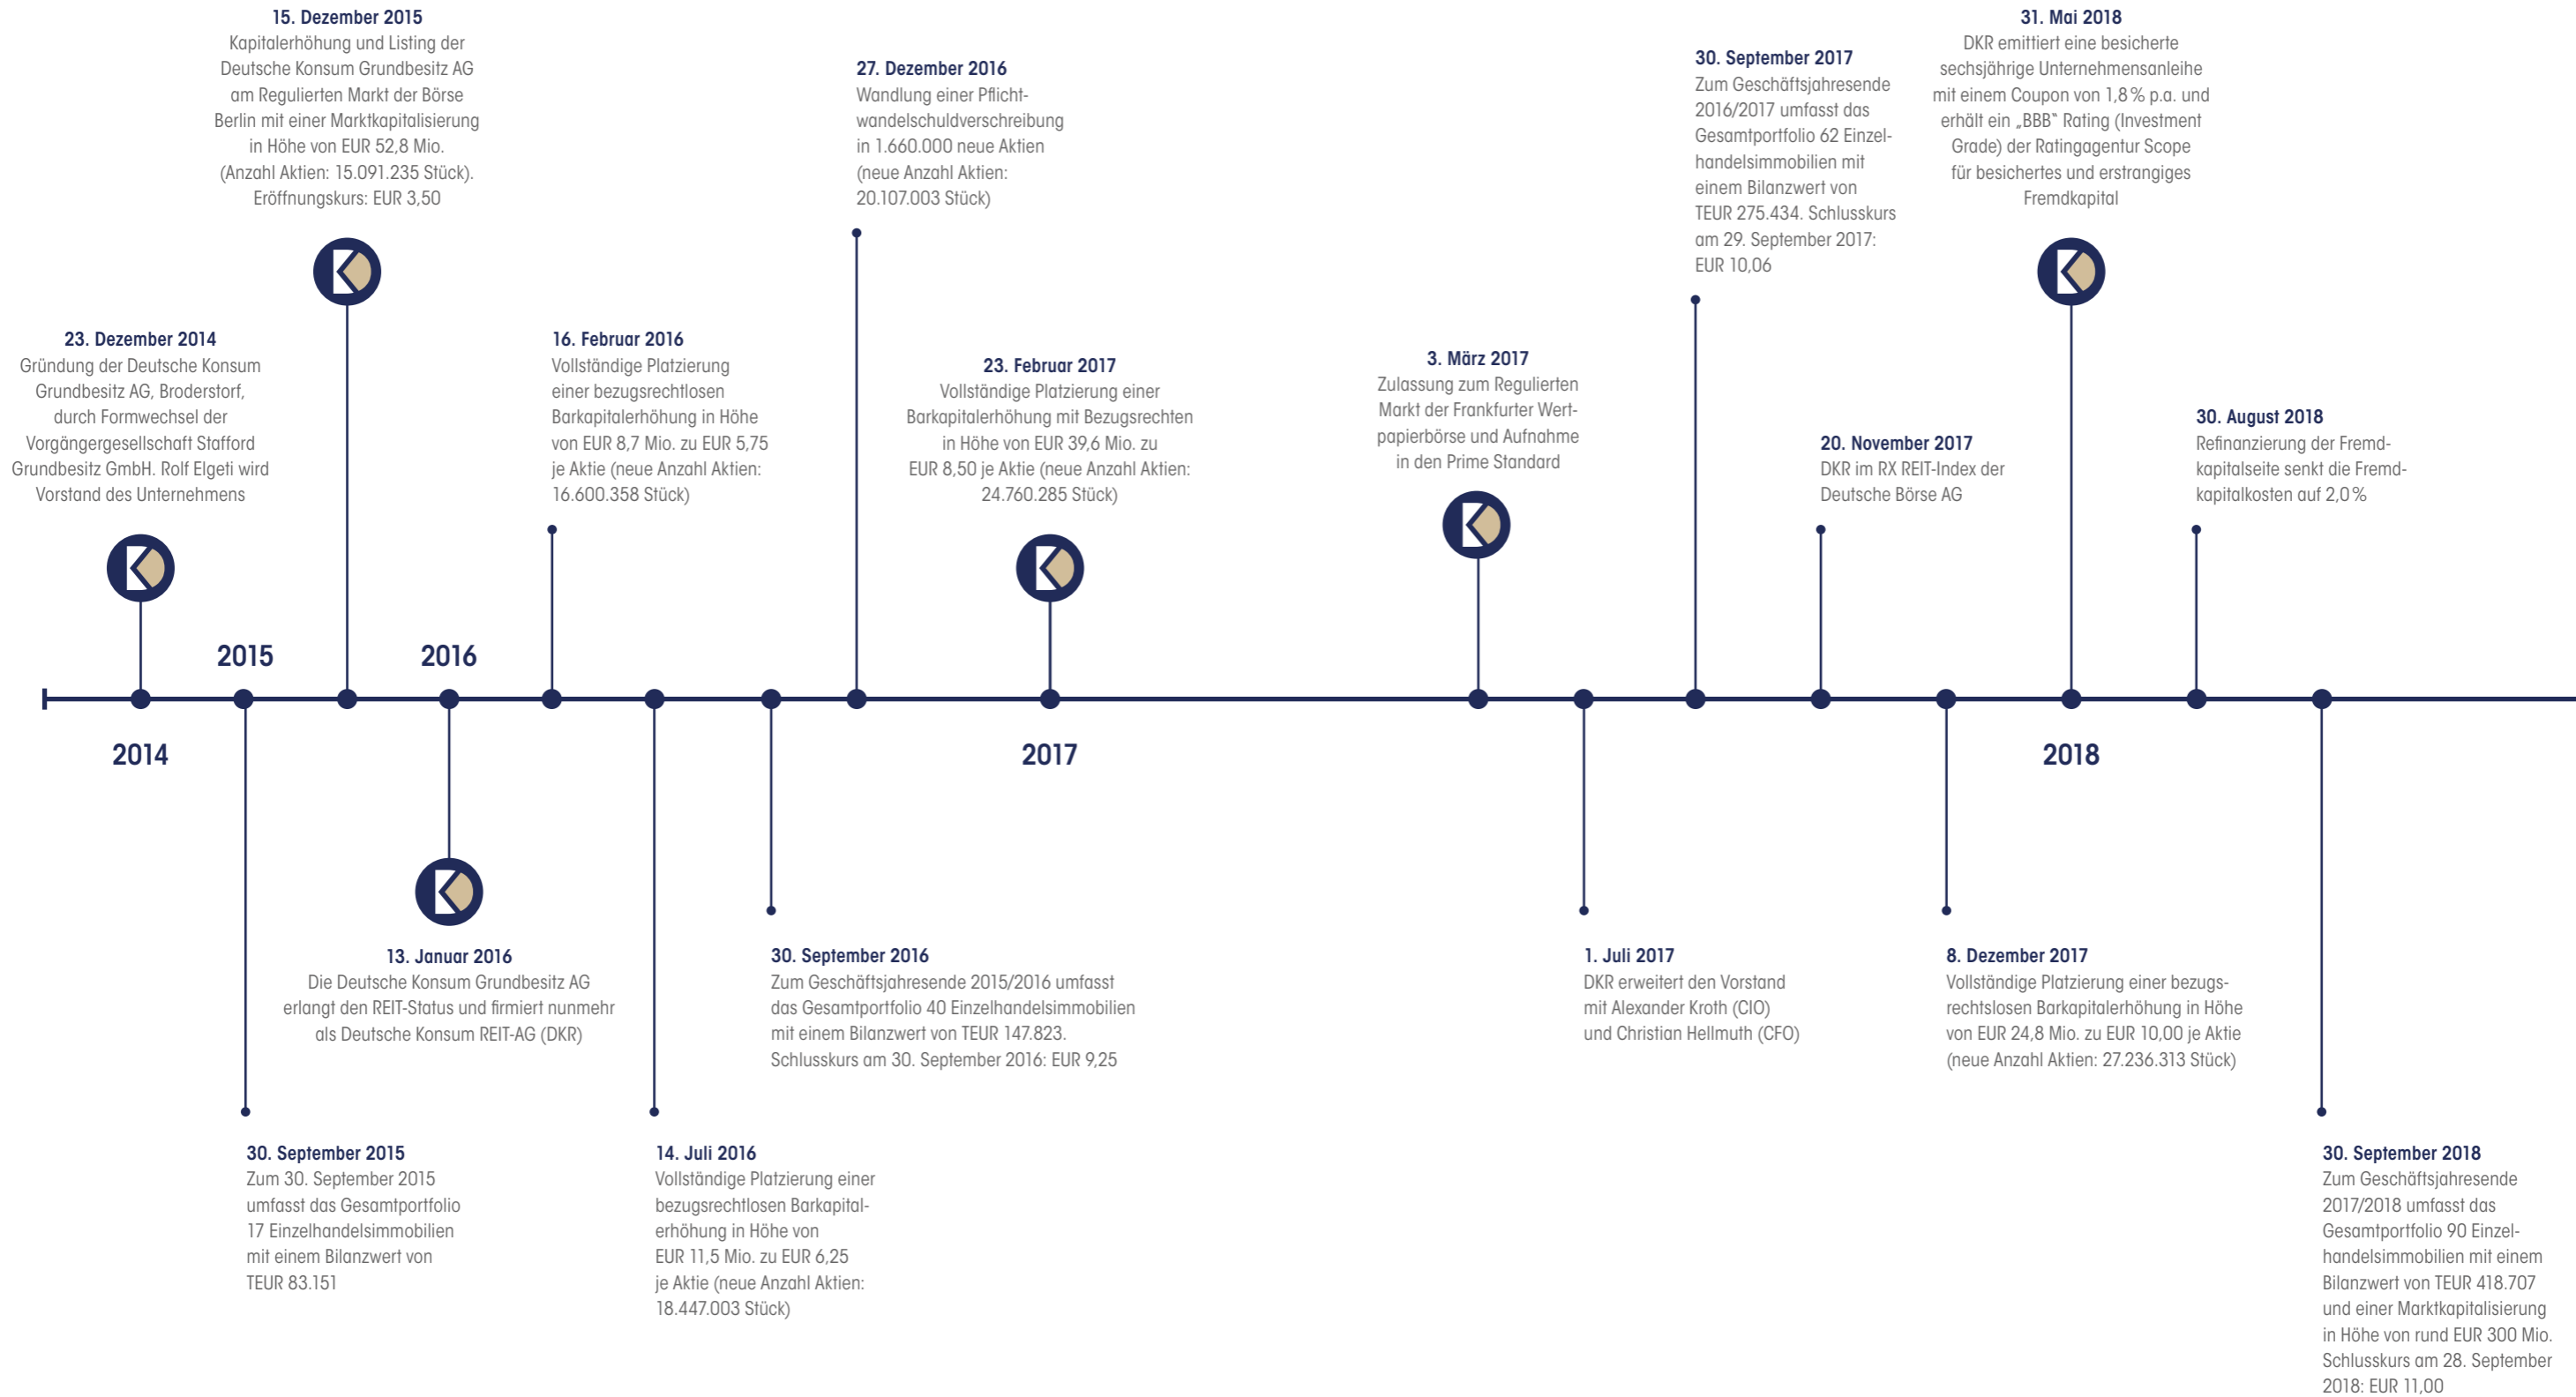 15. Dezember 2015
Kapitalerhöhung und Listing der
Deutsche Konsum Grundbesitz AG
am Regulierten Markt der Börse
Berlin mit einer Marktkapitalisierung
in Höhe von EUR 52,8 Mio.
(Anzahl Aktien: 15.091.235 Stück).
Eröffnungskurs: EUR 3,50
27. Dezember 2016
Wandlung einer Pflicht-
wandelschuldverschreibung
in 1.660.000 neue Aktien
(neue Anzahl Aktien:
20.107.003 Stück)
30. September 2017
Zum Geschäftsjahresende
2016/2017 umfasst das
Gesamtportfolio 62 Einzel-
handelsimmobilien mit
einem Bilanzwert von
TEUR 275.434. Schlusskurs
am 29. September 2017:
EUR 10,06
31. Mai 2018
DKR emittiert eine besicherte
sechsjährige Unternehmensanleihe
mit einem Coupon von 1,8 % p.a. und
erhält ein „BBB“ Rating (Investment
Grade) der Ratingagentur Scope
für besichertes und erstrangiges
Fremdkapital
23. Dezember 2014
Gründung der Deutsche Konsum
Grundbesitz AG, Broderstorf,
durch Formwechsel der
Vorgängergesellschaft Stafford
Grundbesitz GmbH. Rolf Elgeti wird
Vorstand des Unternehmens
16. Februar 2016
Vollständige Platzierung
einer bezugsrechtlosen
Barkapitalerhöhung in Höhe
von EUR 8,7 Mio. zu EUR 5,75
je Aktie (neue Anzahl Aktien:
16.600.358 Stück)
23. Februar 2017
Vollständige Platzierung einer
Barkapitalerhöhung mit Bezugsrechten
in Höhe von EUR 39,6 Mio. zu
EUR 8,50 je Aktie (neue Anzahl Aktien:
24.760.285 Stück)
3. März 2017
Zulassung zum Regulierten
Markt der Frankfurter Wert-
papierbörse und Aufnahme
in den Prime Standard
20. November 2017
DKR im RX REIT-Index der
Deutsche Börse AG
30. August 2018
Refinanzierung der Fremd-
kapitalseite senkt die Fremd-
kapitalkosten auf 2,0 %
2015
2016
2014
2017
2018
13. Januar 2016
Die Deutsche Konsum Grundbesitz AG
erlangt den REIT-Status und firmiert nunmehr
als Deutsche Konsum REIT-AG (DKR)
30. September 2016
Zum Geschäftsjahresende 2015/2016 umfasst
das Gesamtportfolio 40 Einzelhandelsimmobilien
mit einem Bilanzwert von TEUR 147.823.
Schlusskurs am 30. September 2016: EUR 9,25
1. Juli 2017
DKR erweitert den Vorstand
mit Alexander Kroth (CIO)
und Christian Hellmuth (CFO)
8. Dezember 2017
Vollständige Platzierung einer bezugs-
rechtslosen Barkapitalerhöhung in Höhe
von EUR 24,8 Mio. zu EUR 10,00 je Aktie
(neue Anzahl Aktien: 27.236.313 Stück)
30. September 2015
Zum 30. September 2015
umfasst das Gesamtportfolio
17 Einzelhandelsimmobilien
mit einem Bilanzwert von
TEUR 83.151
14. Juli 2016
Vollständige Platzierung einer
bezugsrechtlosen Barkapital-
erhöhung in Höhe von
EUR 11,5 Mio. zu EUR 6,25
je Aktie (neue Anzahl Aktien:
18.447.003 Stück)
30. September 2018
Zum Geschäftsjahresende
2017/2018 umfasst das
Gesamtportfolio 90 Einzel-
handelsimmobilien mit einem
Bilanzwert von TEUR 418.707
und einer Marktkapitalisierung
in Höhe von rund EUR 300 Mio.
Schlusskurs am 28. September
2018: EUR 11,00